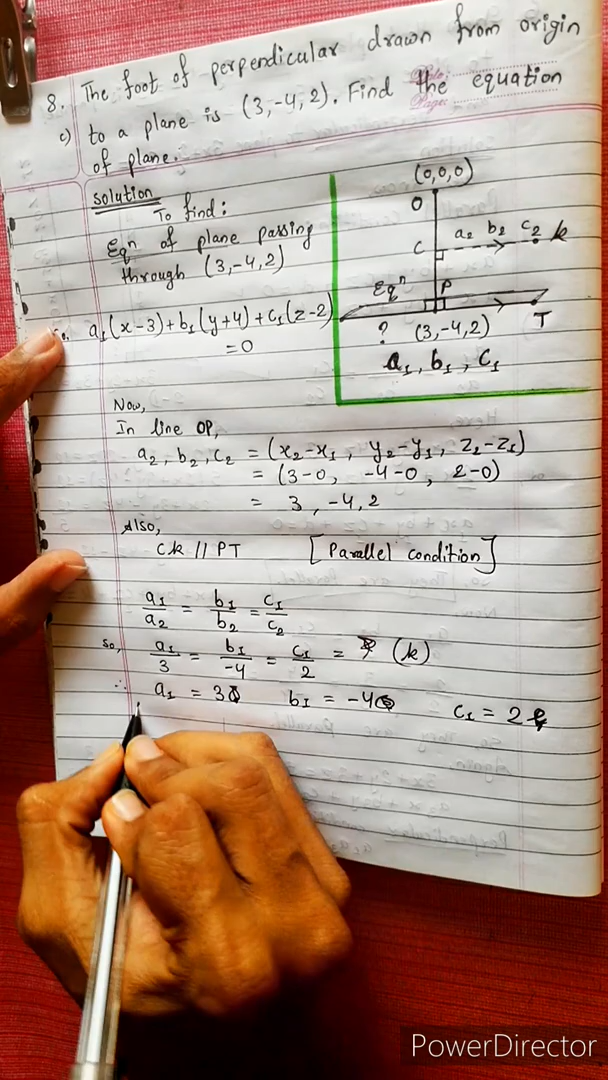 8. The foot of perpendicular drawn from origin
c) to a plane is (3,-4,2). Find the equation
of plane.
solution
To find:
Eqⁿ of plane passing
through (3,-4,2)
a₁(x-3)+b₁(y+4)+c₁(z-2)
=0
(0,0,0)
O
C a₂ b₂ c₂ k
Eqⁿ P
? (3,-4,2) T
a₁, b₁, c₁
Now,
In line OP,
a₂, b₂, c₂ = (x₂-x₁, y₂-y₁, z₂-z₁)
= (3-0, -4-0, 2-0)
= 3, -4, 2
Also,
Ck // PT [Parallel condition]
a₁/a₂ = b₁/b₂ = c₁/c₂
so, a₁/3 = b₁/-4 = c₁/2 = (k)
∴ a₁ = 3 b₁ = -4 c₁ = 2
PowerDirector